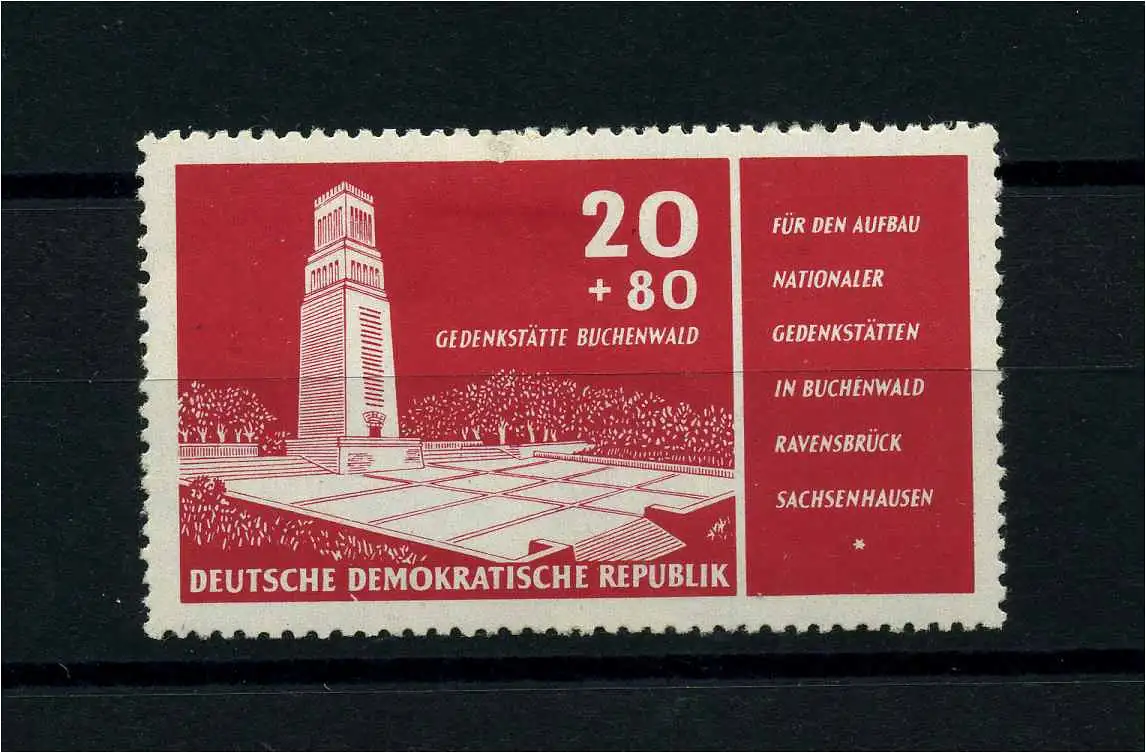 20
+ 80
GEDENKSTÄTTE BUCHENWALD
DEUTSCHE DEMOKRATISCHE REPUBLIK
FÜR DEN AUFBAU
NATIONALER
GEDENKSTÄTTEN
IN BUCHENWALD
RAVENSBRÜCK
SACHSENHAUSEN
*